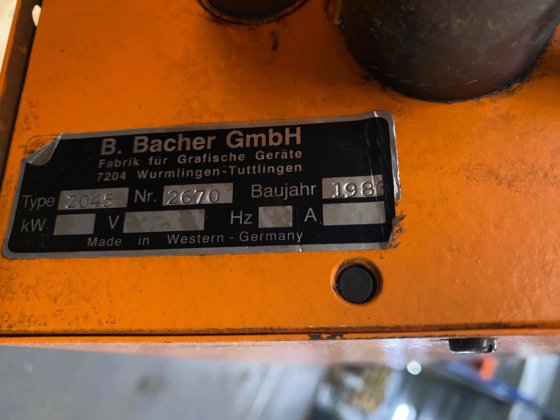 B. Bacher GmbH
Fabrik für Grafische Geräte
7204 Wurmlingen-Tuttlingen
Type 2045 Nr. 2670 Baujahr
kW V Hz A
Made in Western-Germany